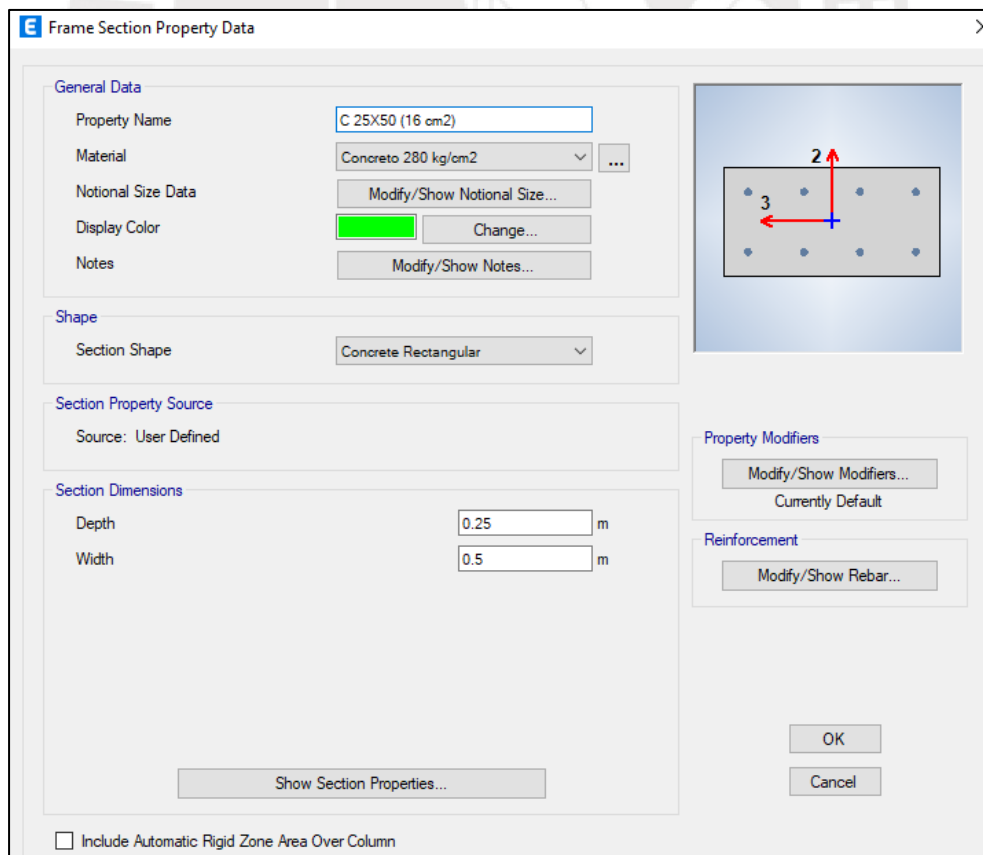 Frame Section Property Data
General Data
Property Name C 25X50 (16 cm2)
Material Concreto 280 kg/cm2 ...
Notional Size Data Modify/Show Notional Size...
Display Color Change...
Notes Modify/Show Notes...
2
3
Shape
Section Shape Concrete Rectangular
Section Property Source
Source: User Defined
Property Modifiers
Modify/Show Modifiers...
Currently Default
Section Dimensions
Depth 0.25 m
Width 0.5 m
Reinforcement
Modify/Show Rebar...
OK
Show Section Properties...
Cancel
Include Automatic Rigid Zone Area Over Column